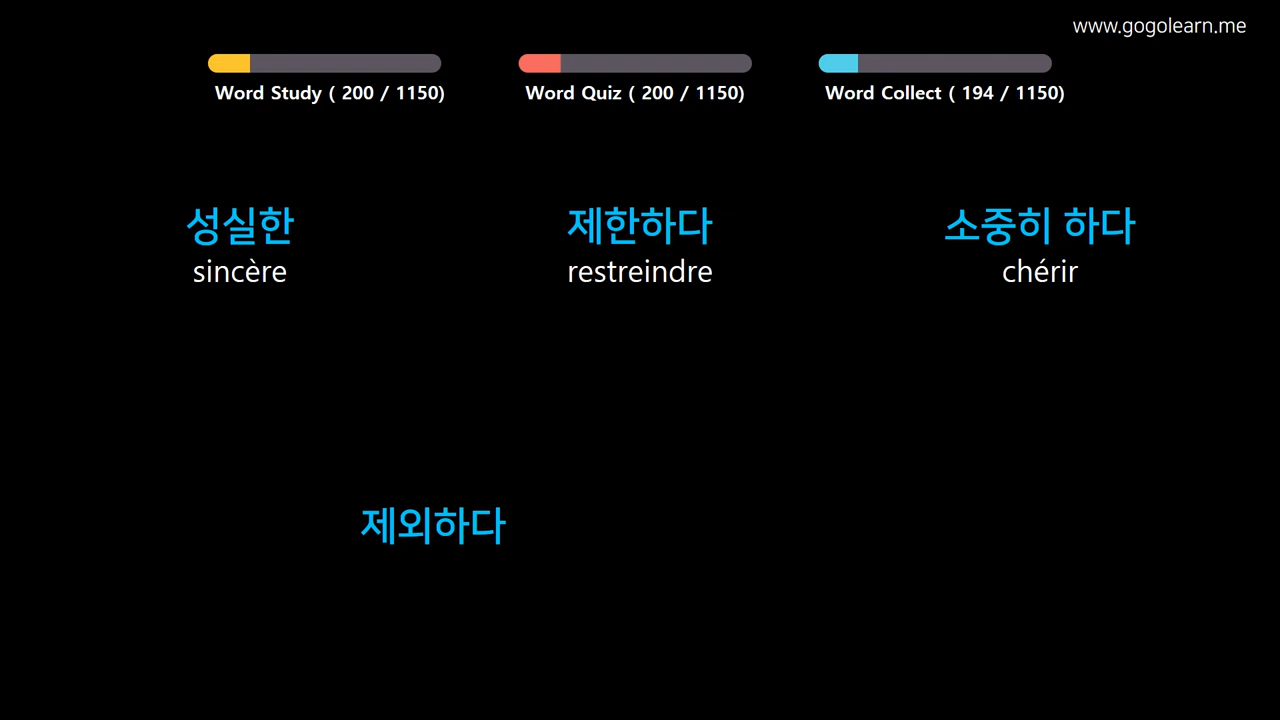 www.gogolearn.me
Word Study ( 200 / 1150)
Word Quiz ( 200 / 1150)
Word Collect ( 194 / 1150)
성실한
sincère
제한하다
restreindre
소중히 하다
chérir
제외하다